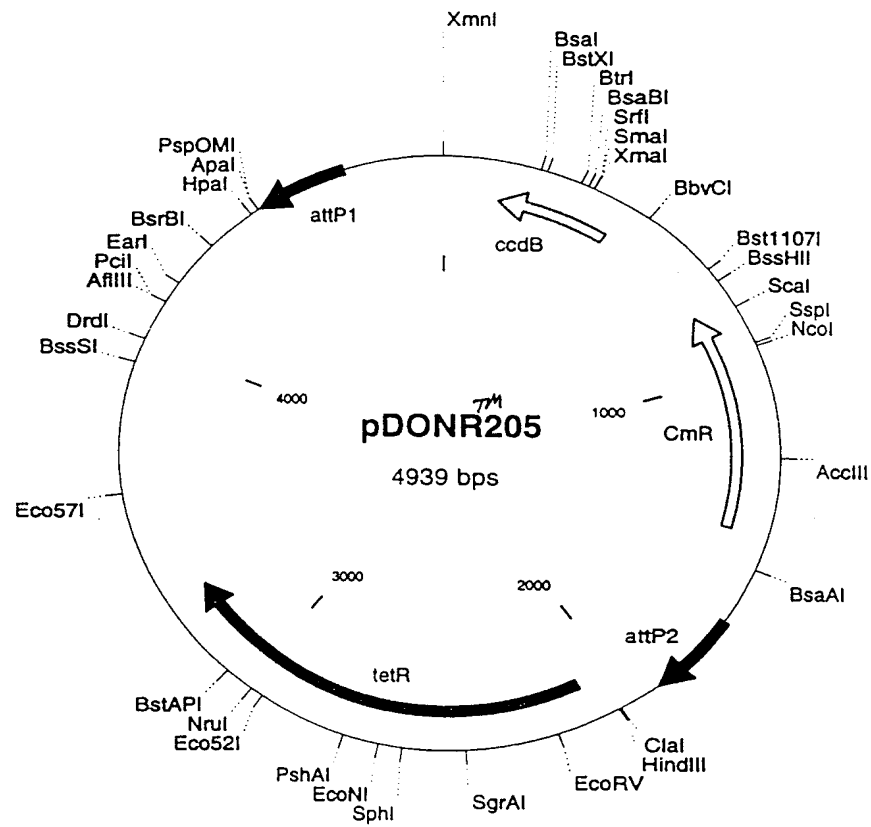 XmnI
BsaI
BstXI
BtrI
BsaBI
SrfI
SmaI
XmaI
BbvCI
Bst1107I
BssHII
ScaI
SspI
NcoI
AccIII
BsaAI
ClaI
HindIII
EcoRV
SgrAI
SphI
EcoNI
PshAI
Eco52I
NruI
BstAPI
Eco57I
BssSI
DrdI
AflIII
PciI
EarI
BsrBI
HpaI
ApaI
PspOMI
attP1
ccdB
CmR
attP2
tetR
1000
2000
3000
4000
TM
pDONR205
4939 bps